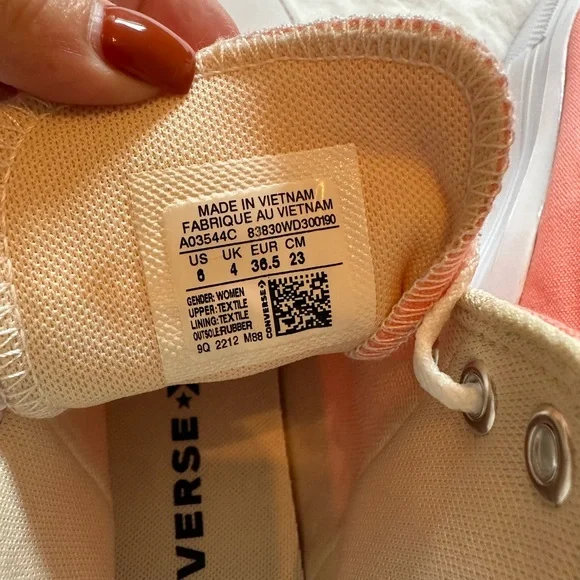 MADE IN VIETNAM
FABRIQUE AU VIETNAM
A03544C 83830WD300190
US UK EUR CM
6 4 36.5 23
GENDER:WOMEN
UPPER:TEXTILE
LINING:TEXTILE
OUTSOLE:RUBBER
9Q 2212 M88
CONVERSE
VERSE